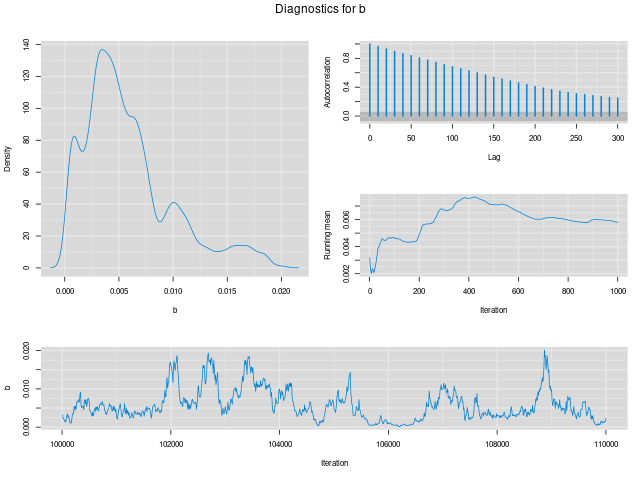 Diagnostics for b
Density
0 20 40 60 80 100 120 140
0.000 0.005 0.010 0.015 0.020
b
Autocorrelation
0.0 0.4 0.8
0 50 100 150 200 250 300
Lag
Running mean
0.002 0.004 0.006
0 200 400 600 800 1000
Iteration
b
0.000 0.010 0.020
100000 102000 104000 106000 108000 110000
Iteration